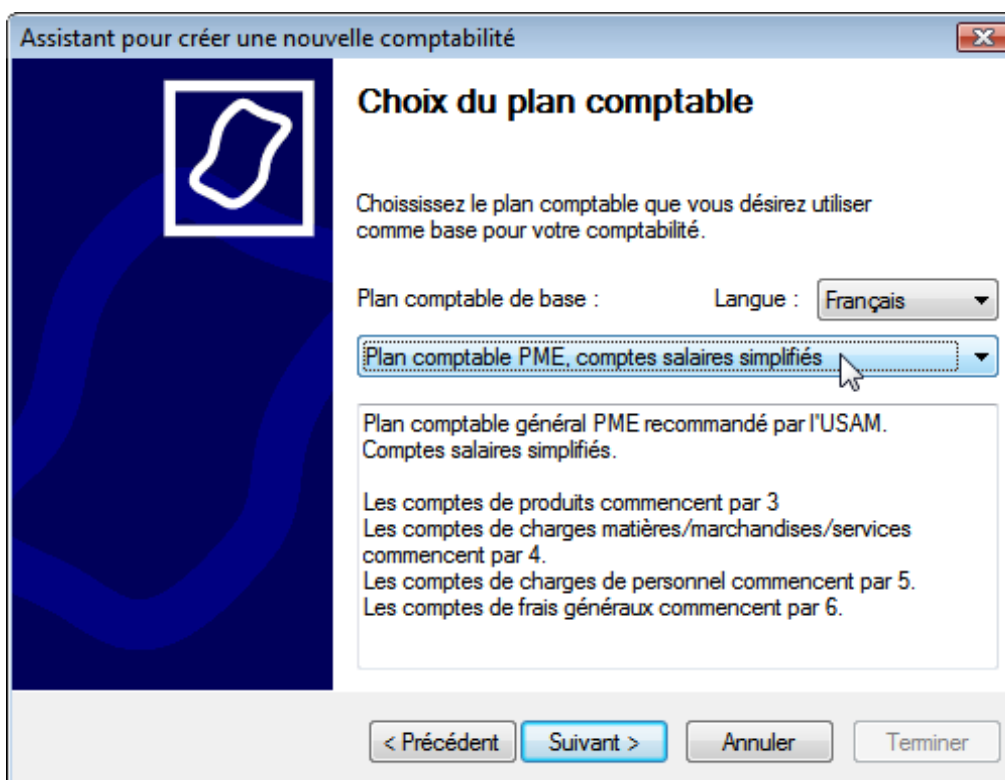 Assistant pour créer une nouvelle comptabilité
Choix du plan comptable
Choississez le plan comptable que vous désirez utiliser
comme base pour votre comptabilité.
Plan comptable de base : Langue : Français
Plan comptable PME, comptes salaires simplifiés
Plan comptable général PME recommandé par l'USAM.
Comptes salaires simplifiés.
Les comptes de produits commencent par 3
Les comptes de charges matières/marchandises/services
commencent par 4.
Les comptes de charges de personnel commencent par 5.
Les comptes de frais généraux commencent par 6.
< Précédent Suivant > Annuler Terminer